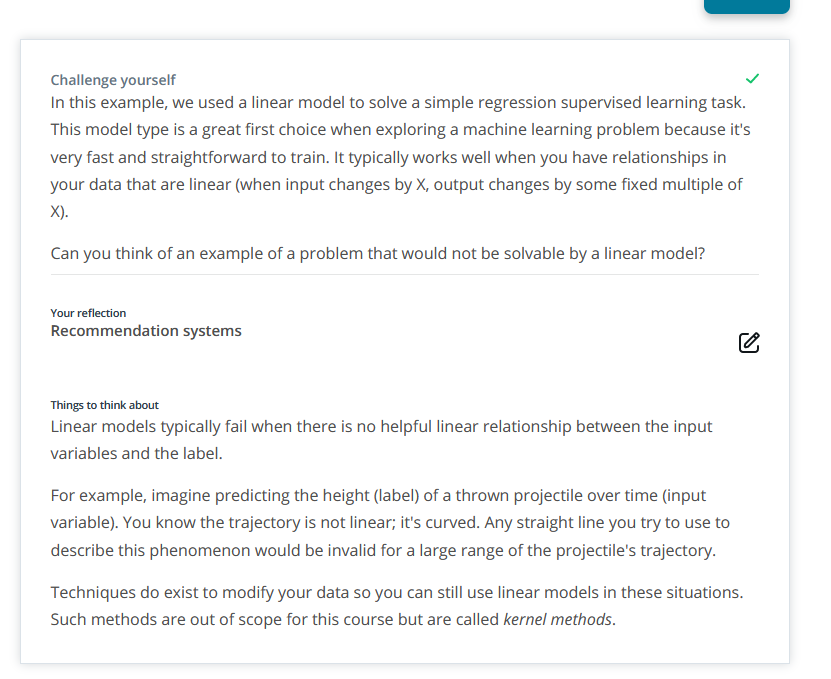 Challenge yourself
In this example, we used a linear model to solve a simple regression supervised learning task.
This model type is a great first choice when exploring a machine learning problem because it's
very fast and straightforward to train. It typically works well when you have relationships in
your data that are linear (when input changes by X, output changes by some fixed multiple of
X).
Can you think of an example of a problem that would not be solvable by a linear model?
Your reflection
Recommendation systems
Things to think about
Linear models typically fail when there is no helpful linear relationship between the input
variables and the label.
For example, imagine predicting the height (label) of a thrown projectile over time (input
variable). You know the trajectory is not linear; it's curved. Any straight line you try to use to
describe this phenomenon would be invalid for a large range of the projectile's trajectory.
Techniques do exist to modify your data so you can still use linear models in these situations.
Such methods are out of scope for this course but are called kernel methods.